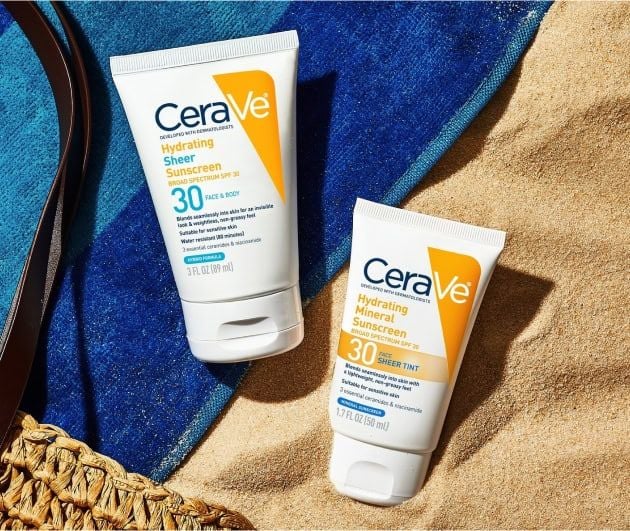 CeraVe®
DEVELOPED WITH DERMATOLOGISTS
Hydrating
Sheer
Sunscreen
BROAD SPECTRUM SPF 30
30 FACE & BODY
Blends seamlessly into skin for an invisible
look & weightless, non-greasy feel
Suitable for sensitive skin
Water resistant (80 minutes)
3 essential ceramides & niacinamide
HYBRID FORMULA
3 FL OZ (89 ml)
CeraVe®
DEVELOPED WITH DERMATOLOGISTS
Hydrating
Mineral
Sunscreen
BROAD SPECTRUM SPF 30
30 FACE
SHEER TINT
Blends seamlessly into skin with
a lightweight, non-greasy feel
Suitable for sensitive skin
3 essential ceramides & niacinamide
MINERAL SUNSCREEN
1.7 FL OZ (50 ml)